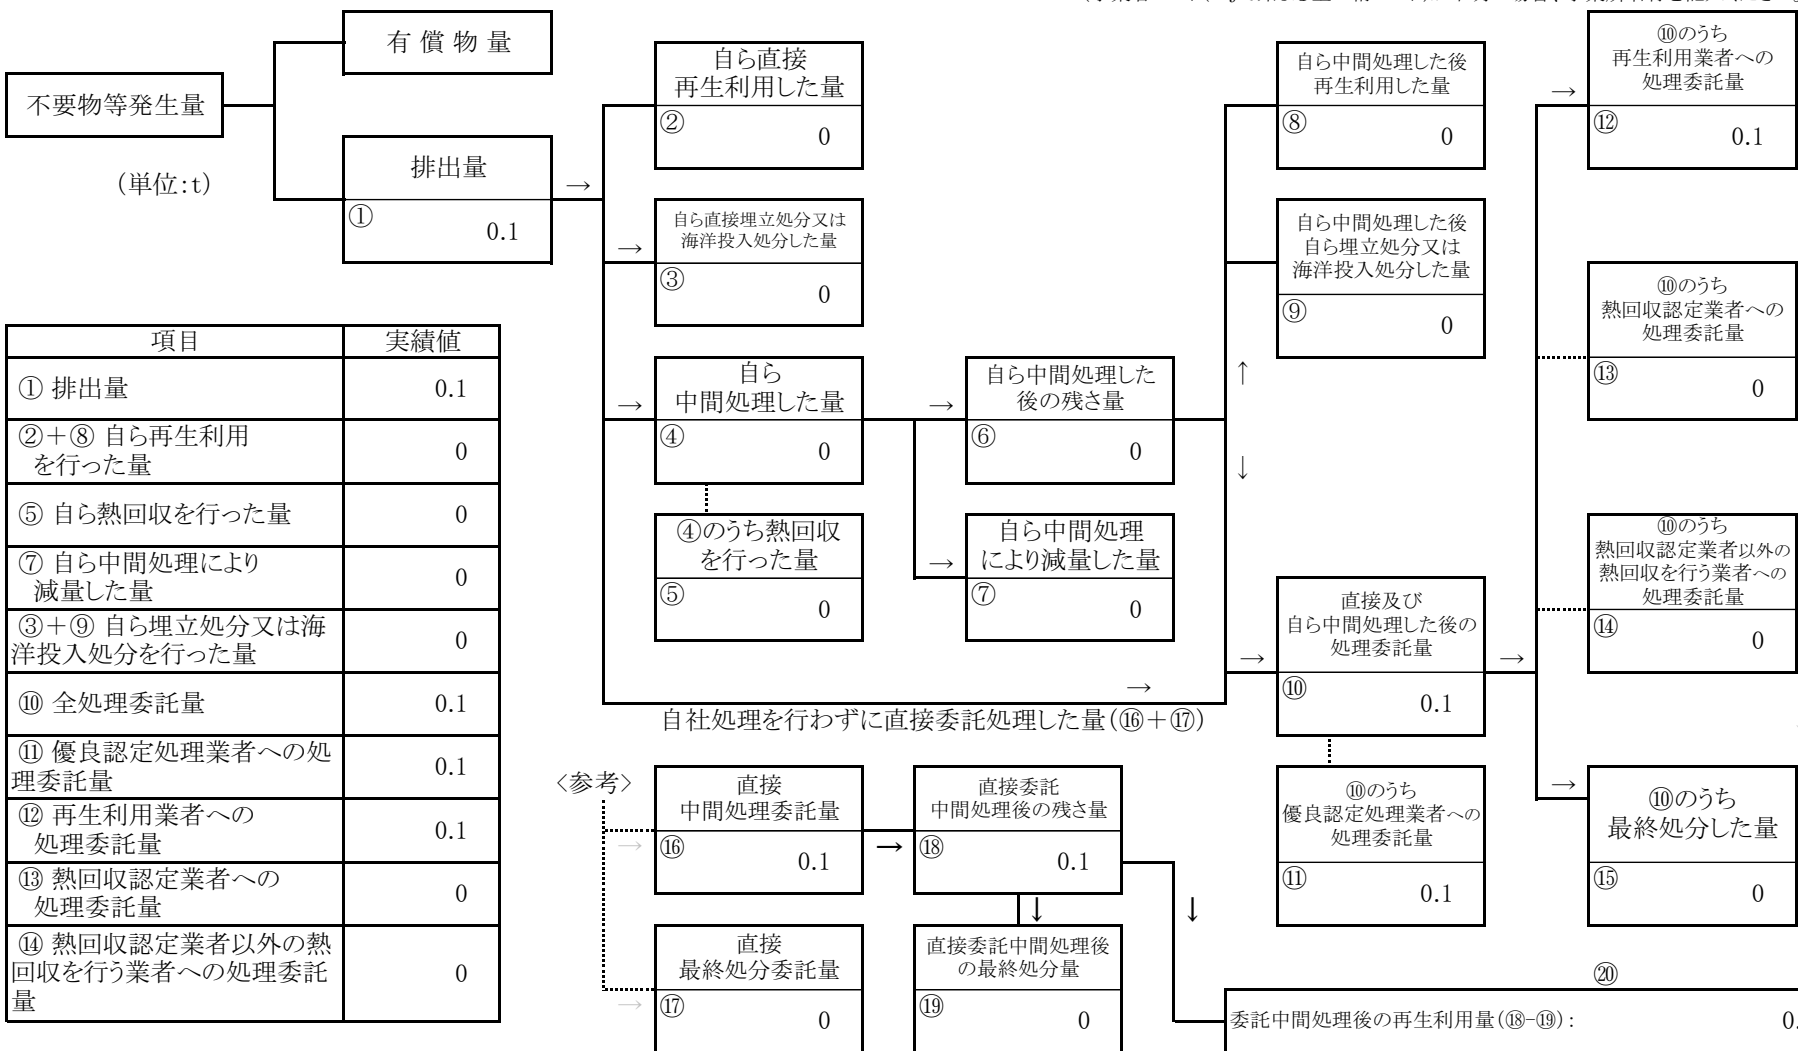 有 償 物 量
不要物等発生量
(単位:t)
排出量
①
0.1
→
自ら直接
再生利用した量
②
0
→
自ら直接埋立処分又は
海洋投入処分した量
③
0
→
自ら
中間処理した量
④
0
④のうち熱回収
を行った量
⑤
0
→
自ら中間処理した
後の残さ量
⑥
0
→
自ら中間処理
により減量した量
⑦
0
自ら中間処理した後
再生利用した量
⑧
0
自ら中間処理した後
自ら埋立処分又は
海洋投入処分した量
⑨
0
↑
↓
→
直接及び
自ら中間処理した後の
処理委託量
⑩
0.1
→
⑩のうち
優良認定処理業者への
処理委託量
⑪
0.1
→
⑩のうち
再生利用業者への
処理委託量
⑫
0.1
⑩のうち
熱回収認定業者への
処理委託量
⑬
0
⑩のうち
熱回収認定業者以外の
熱回収を行う業者への
処理委託量
⑭
0
→
⑩のうち
最終処分した量
⑮
0
→
自社処理を行わずに直接委託処理した量(⑯+⑰)
〈参考〉
→
直接
中間処理委託量
⑯
0.1
→
直接委託
中間処理後の残さ量
⑱
0.1
↓
↓
→
直接
最終処分委託量
⑰
0
直接委託中間処理後
の最終処分量
⑲
0
⑳
委託中間処理後の再生利用量(⑱-⑲):
項目 実績値
① 排出量 0.1
②+⑧ 自ら再生利用
を行った量 0
⑤ 自ら熱回収を行った量 0
⑦ 自ら中間処理により
減量した量 0
③+⑨ 自ら埋立処分又は海
洋投入処分を行った量 0
⑩ 全処理委託量 0.1
⑪ 優良認定処理業者への処
理委託量 0.1
⑫ 再生利用業者への
処理委託量 0.1
⑬ 熱回収認定業者への
処理委託量 0
⑭ 熱回収認定業者以外の熱
回収を行う業者への処理委託
量 0